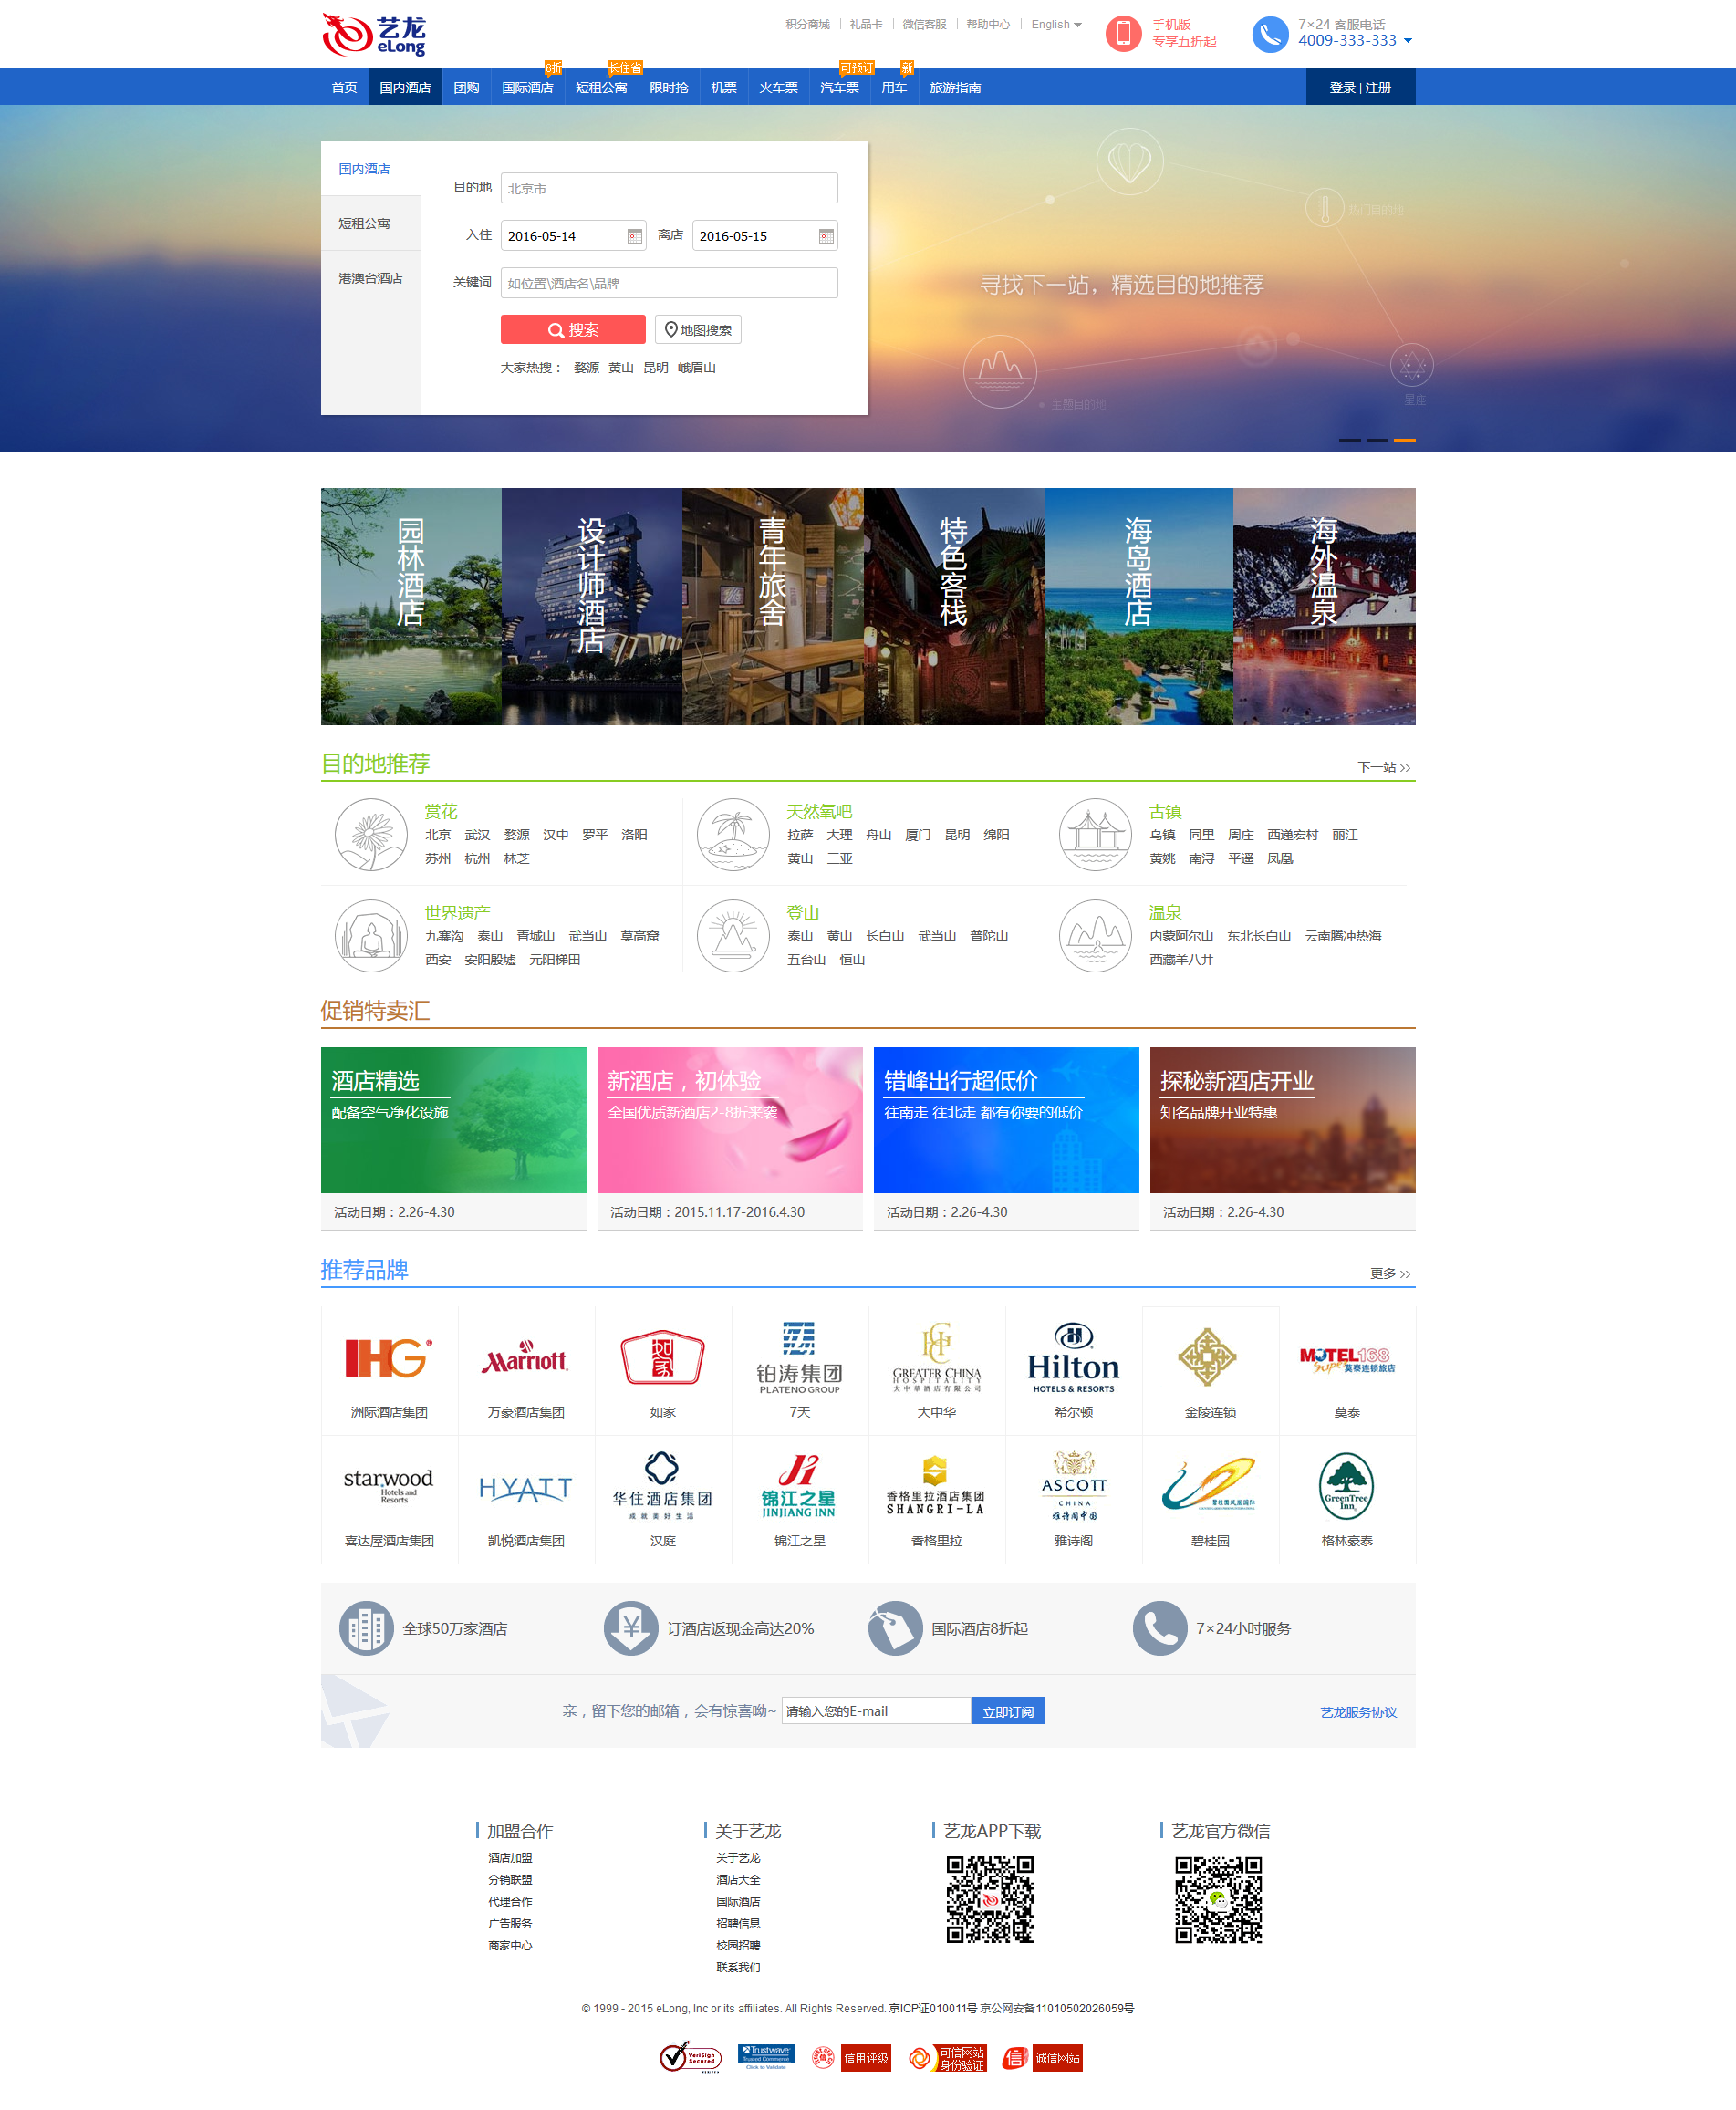 艺龙
eLong
积分商城 礼品卡 微信客服 帮助中心 English
手机版
专享五折起
7×24 客服电话
4009-333-333
8折 长住省 可预订 新
首页 国内酒店 团购 国际酒店 短租公寓 限时抢 机票 火车票 汽车票 用车 旅游指南 登录 | 注册
国内酒店
短租公寓
港澳台酒店
目的地 北京市
入住 2016-05-14 离店 2016-05-15
关键词 如位置\酒店名\品牌
搜索 地图搜索
大家热搜： 婺源 黄山 昆明 峨眉山
热门目的地
寻找下一站，精选目的地推荐
主题目的地
星座
园林酒店
设计师酒店
青年旅舍
特色客栈
海岛酒店
海外温泉
目的地推荐 下一站 >>
赏花
北京 武汉 婺源 汉中 罗平 洛阳
苏州 杭州 林芝
天然氧吧
拉萨 大理 舟山 厦门 昆明 绵阳
黄山 三亚
古镇
乌镇 同里 周庄 西递宏村 丽江
黄姚 南浔 平遥 凤凰
世界遗产
九寨沟 泰山 青城山 武当山 莫高窟
西安 安阳殷墟 元阳梯田
登山
泰山 黄山 长白山 武当山 普陀山
五台山 恒山
温泉
内蒙阿尔山 东北长白山 云南腾冲热海
西藏羊八井
促销特卖汇
酒店精选
配备空气净化设施
活动日期：2.26-4.30
新酒店，初体验
全国优质新酒店2-8折来袭
活动日期：2015.11.17-2016.4.30
错峰出行超低价
往南走 往北走 都有你要的低价
活动日期：2.26-4.30
探秘新酒店开业
知名品牌开业特惠
活动日期：2.26-4.30
推荐品牌 更多 >>
IHG®
洲际酒店集团
Marriott
万豪酒店集团
如家
如家
铂涛集团
PLATENO GROUP
7天
GREATER CHINA
HOSPITALITY
大中華酒店有限公司
大中华
Hilton
HOTELS & RESORTS
希尔顿
金陵连锁
MOTEL168
super 莫泰连锁旅店
莫泰
starwood
Hotels and
Resorts
喜达屋酒店集团
HYATT
凯悦酒店集团
华住酒店集团
成就美好生活
汉庭
锦江之星
JINJIANG INN
锦江之星
香格里拉酒店集团
SHANGRI-LA
香格里拉
ASCOTT
CHINA
雅诗阁中国
雅诗阁
碧桂园凤凰国际
碧桂园
GreenTree
Inn
格林豪泰
全球50万家酒店
订酒店返现金高达20%
国际酒店8折起
7×24小时服务
亲，留下您的邮箱，会有惊喜呦~ 请输入您的E-mail 立即订阅 艺龙服务协议
加盟合作
酒店加盟
分销联盟
代理合作
广告服务
商家中心
关于艺龙
关于艺龙
酒店大全
国际酒店
招聘信息
校园招聘
联系我们
艺龙APP下载
艺龙官方微信
© 1999 - 2015 eLong, Inc or its affiliates. All Rights Reserved. 京ICP证010011号 京公网安备11010502026059号
VeriSign
Secured
Trustwave
Trusted Commerce
Click to Validate
信用评级
可信网站
身份验证
信 诚信网站